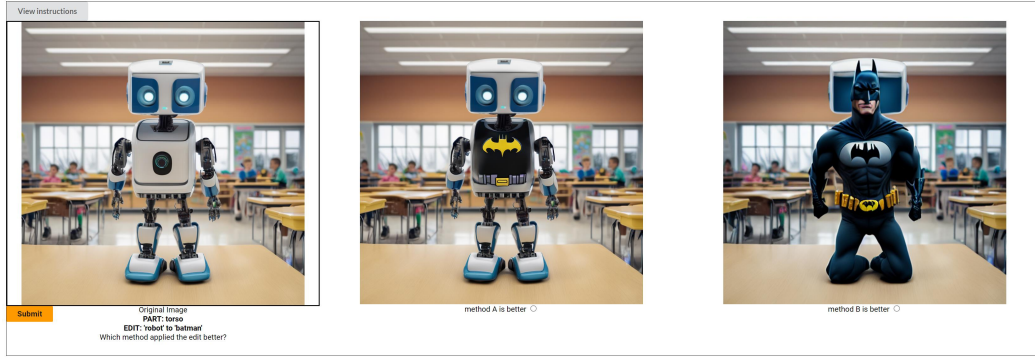 View instructions
Submit
Original Image
PART: torso
EDIT: 'robot' to 'batman'
Which method applied the edit better?
method A is better
method B is better